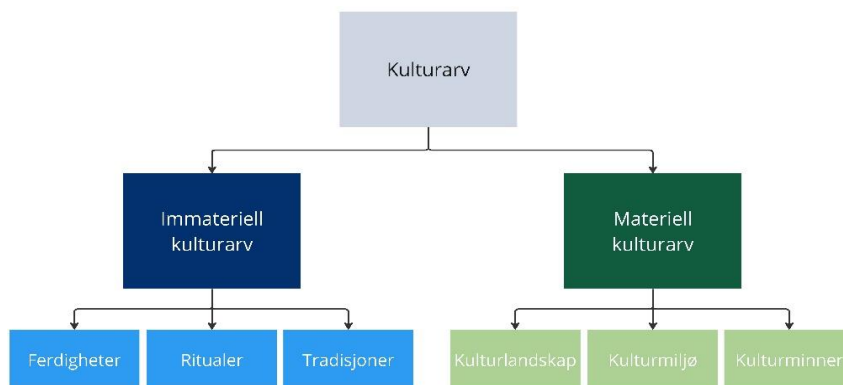 Kulturarv
Immateriell
kulturarv
Materiell
kulturarv
Ferdigheter
Ritualer
Tradisjoner
Kulturlandskap
Kulturmiljø
Kulturminner